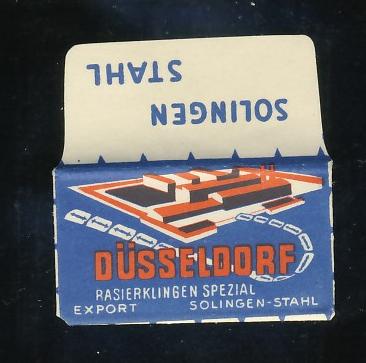 SOLINGEN
STAHL
DÜSSELDORF
RASIERKLINGEN SPEZIAL
EXPORT SOLINGEN-STAHL